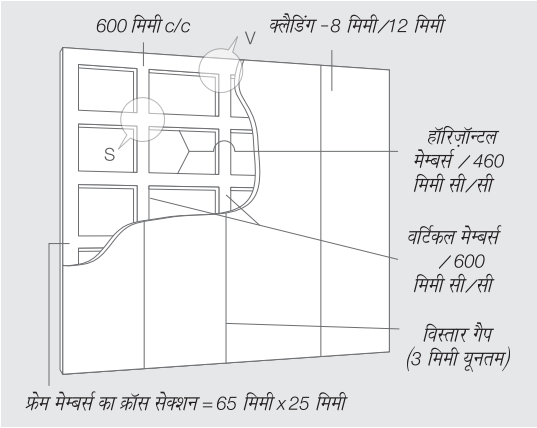 600 मिमी c/c
क्लैडिंग -8 मिमी/12 मिमी
V
S
हॉरिज़ॉन्टल
मेम्बर्स / 460
मिमी सी/सी
वर्टिकल मेम्बर्स
/600
मिमी सी/सी
विस्तार गैप
(3 मिमी यूनतम)
फ्रेम मेम्बर्स का क्रॉस सेक्शन = 65 मिमी x 25 मिमी